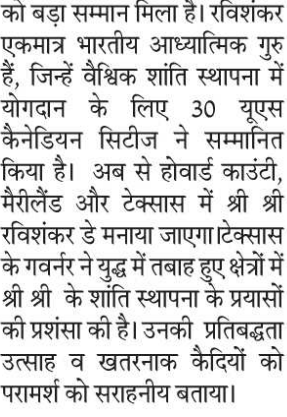 को बड़ा सम्मान मिला है। रविशंकर
एकमात्र भारतीय आध्यात्मिक गुरु
हैं, जिन्हें वैश्विक शांति स्थापना में
योगदान के लिए 30 यूएस
कैनेडियन सिटीज ने सम्मानित
किया है। अब से होवार्ड काउंटी,
मैरीलैंड और टेक्सास में श्री श्री
रविशंकर डे मनाया जाएगा।टेक्सास
के गवर्नर ने युद्ध में तबाह हुए क्षेत्रों में
श्री श्री के शांति स्थापना के प्रयासों
की प्रशंसा की है। उनकी प्रतिबद्धता
उत्साह व खतरनाक कैदियों को
परामर्श को सराहनीय बताया।